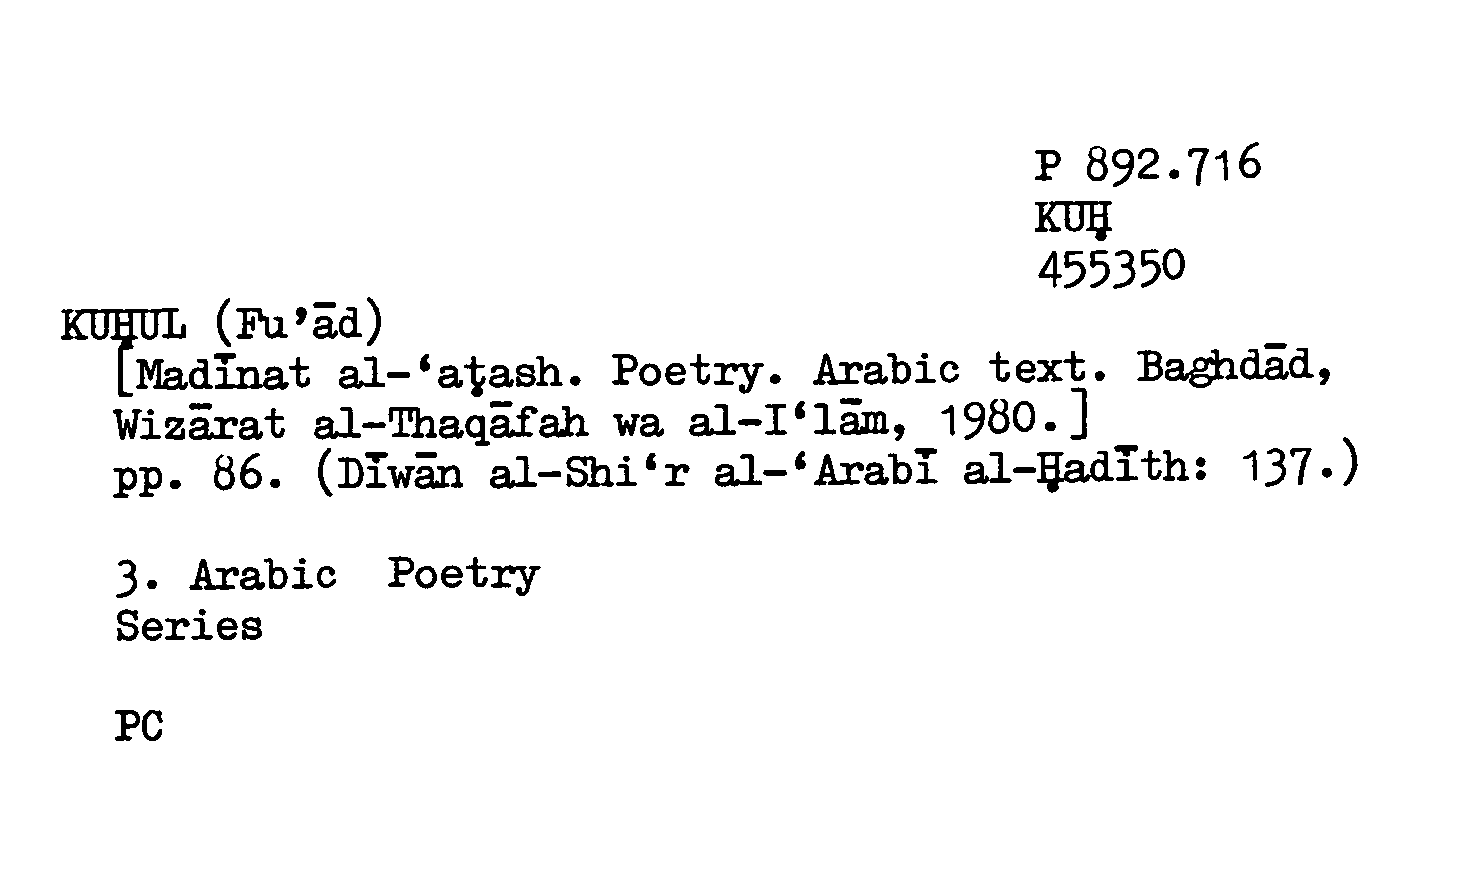 P 892.716
KUḤ
455350
KUḤUL (Fu’ād)
[Madīnat al-‘aṭash. Poetry. Arabic text. Baghdād,
Wizārat al-Thaqāfah wa al-I‘lām, 1980.]
pp. 86. (Dīwān al-Shi‘r al-‘Arabī al-Ḥadīth: 137.)
3. Arabic Poetry
Series
PC